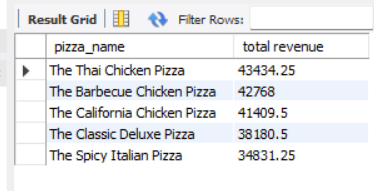 Result Grid Filter Rows:
pizza_name total revenue
The Thai Chicken Pizza 43434.25
The Barbecue Chicken Pizza 42768
The California Chicken Pizza 41409.5
The Classic Deluxe Pizza 38180.5
The Spicy Italian Pizza 34831.25